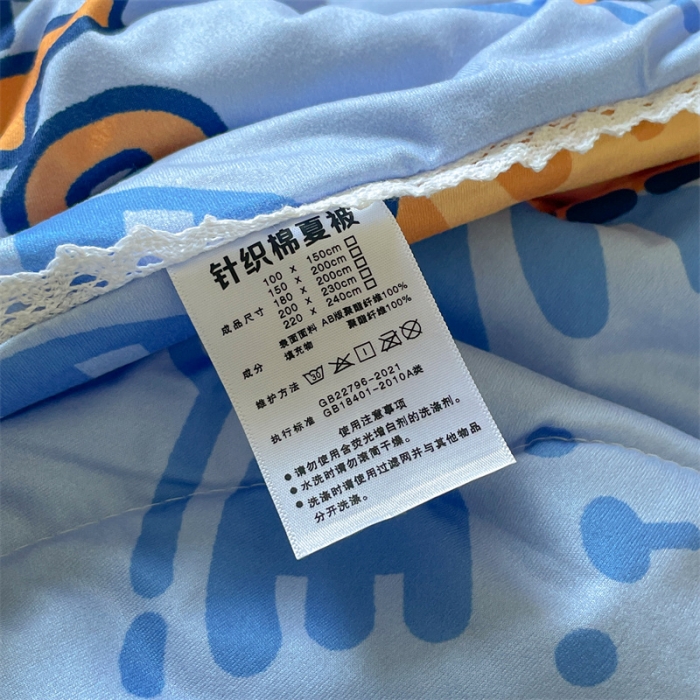 针织棉夏被
成品尺寸
100 x 150cm □
150 x 200cm □
180 x 200cm □
200 x 230cm □
220 x 240cm □
成分
表面面料 AB版聚酯纤维100%
填充物 聚酯纤维100%
维护方法 30
执行标准
GB22796-2021
GB18401-2010A类
使用注意事项
● 请勿使用含荧光增白剂的洗涤剂。
● 水洗时请勿滚筒干燥。
● 洗涤时请使用过滤网并与其他物品
分开洗涤。